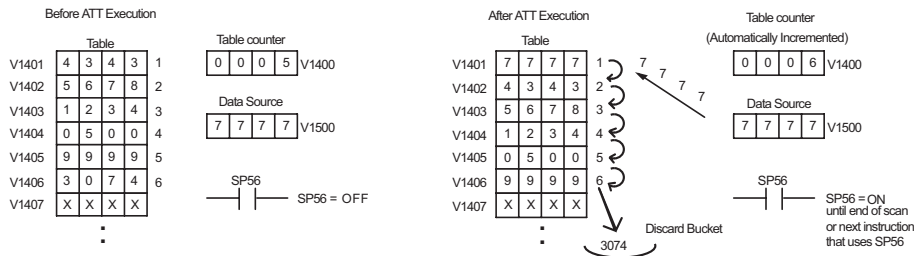 Before ATT Execution
Table
V1401 4 3 4 3 1
V1402 5 6 7 8 2
V1403 1 2 3 4 3
V1404 0 5 0 0 4
V1405 9 9 9 9 5
V1406 3 0 7 4 6
V1407 X X X X
Table counter
0 0 0 5 V1400
Data Source
7 7 7 7 V1500
SP56
SP56 = OFF
After ATT Execution
Table
V1401 7 7 7 7 1
V1402 4 3 4 3 2
V1403 5 6 7 8 3
V1404 1 2 3 4 4
V1405 0 5 0 0 5
V1406 9 9 9 9 6
V1407 X X X X
7 7 7 7
Discard Bucket
3074
Table counter
(Automatically Incremented)
0 0 0 6 V1400
Data Source
7 7 7 7 V1500
SP56
SP56 = ON
until end of scan
or next instruction
that uses SP56